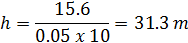 h = 15.6 / 0.05 x 10 = 31.3 m